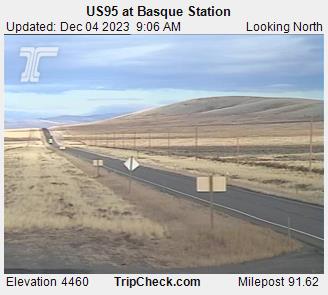 US95 at Basque Station
Updated: Dec 04 2023 9:06 AM Looking North
Elevation 4460 TripCheck.com Milepost 91.62